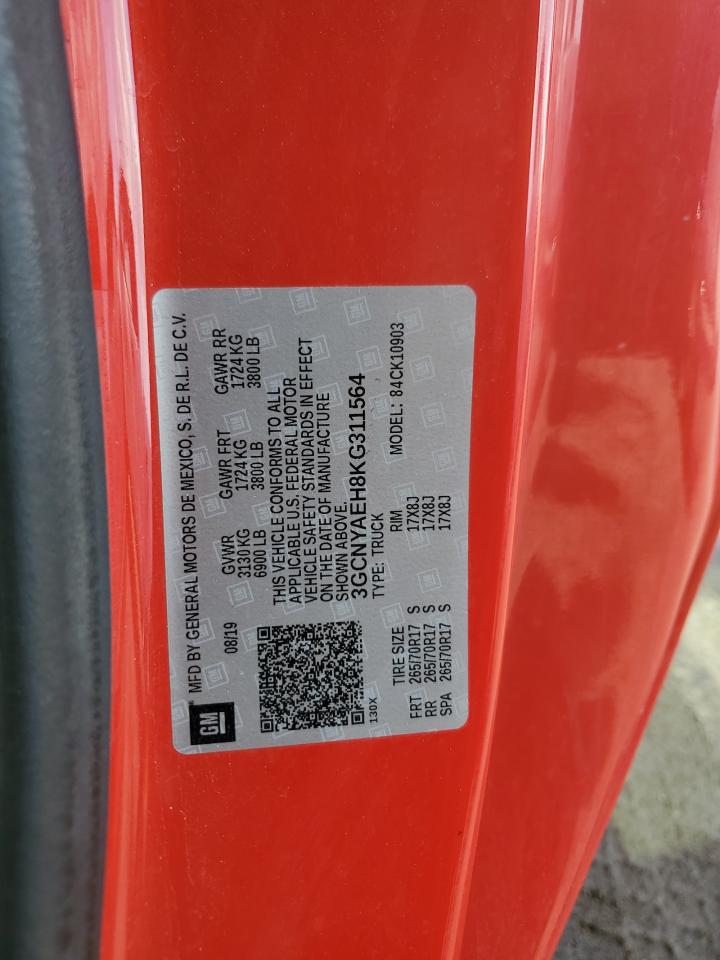 GM® MFD BY GENERAL MOTORS DE MEXICO, S. DE R.L. DE C.V.
08/19 GVWR GAWR FRT GAWR RR
3130 KG 1724 KG 1724 KG
6900 LB 3800 LB 3800 LB
THIS VEHICLE CONFORMS TO ALL
APPLICABLE U.S. FEDERAL MOTOR
VEHICLE SAFETY STANDARDS IN EFFECT
ON THE DATE OF MANUFACTURE
SHOWN ABOVE.
3GCNYAEH8KG311564
130X TYPE: TRUCK MODEL: 84CK10903
TIRE SIZE RIM
FRT 265/70R17 S 17X8J
RR 265/70R17 S 17X8J
SPA 265/70R17 S 17X8J